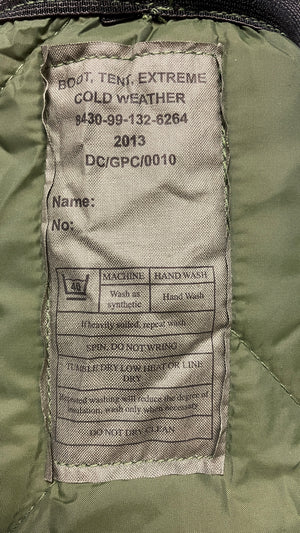 BOOT, TENT, EXTREME
COLD WEATHER
8430-99-132-6264
2013
DC/GPC/0010
Name:
No:
40
MACHINE HAND WASH
Wash as synthetic Hand Wash
If heavily soiled, repeat wash
SPIN, DO NOT WRING
TUMBLE DRY LOW HEAT OR LINE
DRY
Repeated washing will reduce the degree of
insulation, wash only when necessary
DO NOT DRY CLEAN